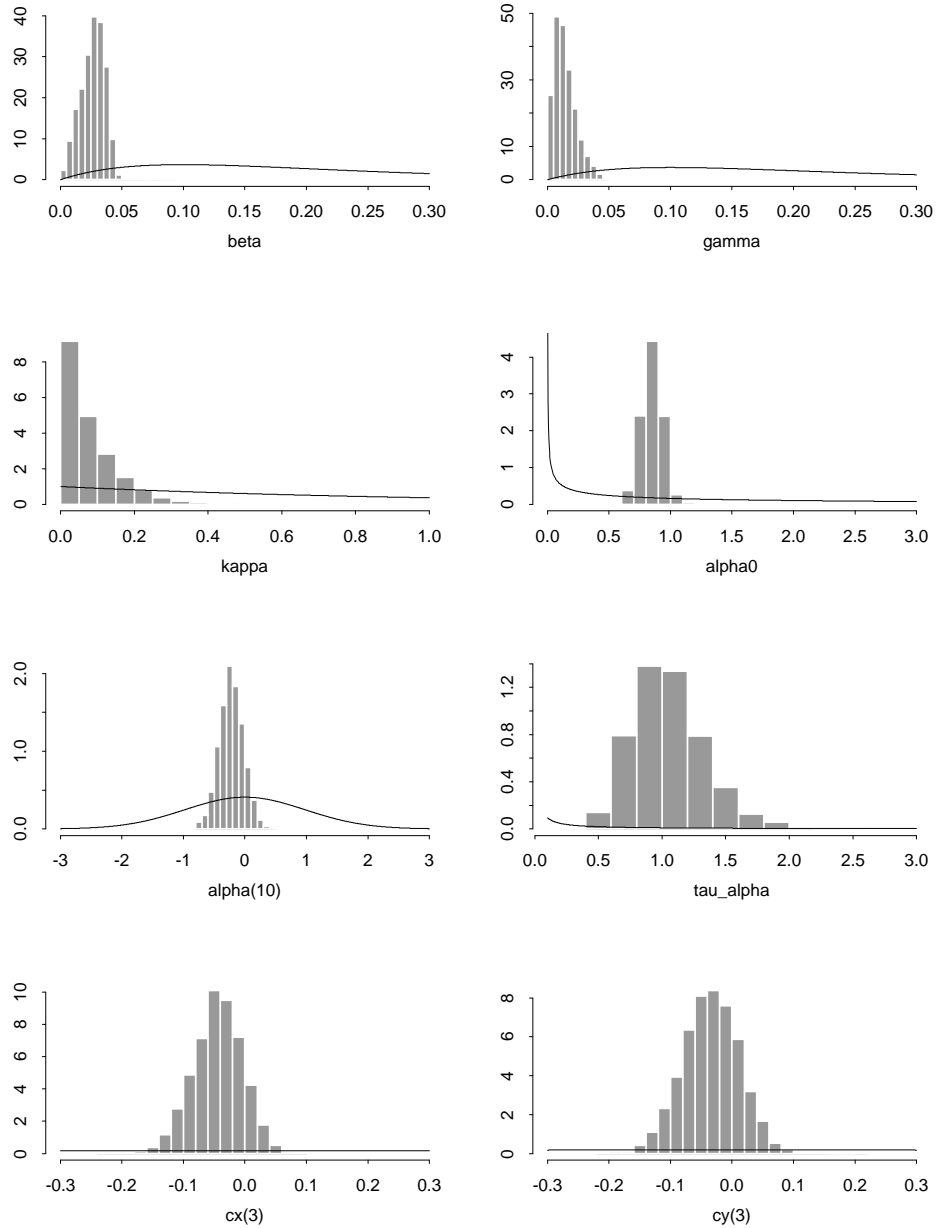 0 10 20 30 40
0.0 0.05 0.10 0.15 0.20 0.25 0.30
beta
0 10 20 30 40 50
0.0 0.05 0.10 0.15 0.20 0.25 0.30
gamma
0 2 4 6 8
0.0 0.2 0.4 0.6 0.8 1.0
kappa
0 1 2 3 4
0.0 0.5 1.0 1.5 2.0 2.5 3.0
alpha0
0.0 1.0 2.0
-3 -2 -1 0 1 2 3
alpha(10)
0.0 0.4 0.8 1.2
0.0 0.5 1.0 1.5 2.0 2.5 3.0
tau_alpha
0 2 4 6 8 10
-0.3 -0.2 -0.1 0.0 0.1 0.2 0.3
cx(3)
0 2 4 6 8
-0.3 -0.2 -0.1 0.0 0.1 0.2 0.3
cy(3)